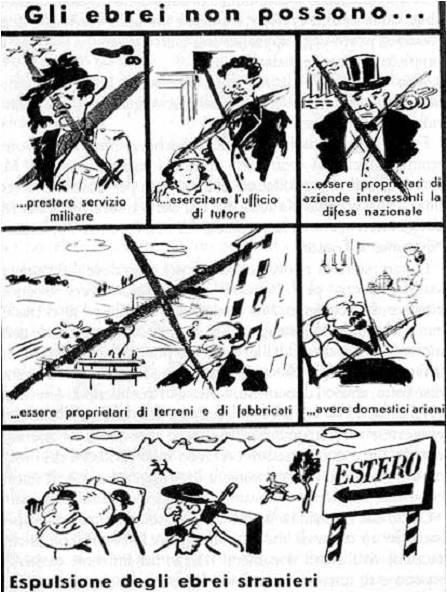 Gli ebrei non possono...
...prestare servizio
militare
...esercitare l'ufficio
di tutore
...essere proprietari di
aziende interessanti la
difesa nazionale
...essere proprietari di terreni e di fabbricati
...avere domestici ariani
ESTERO
Espulsione degli ebrei stranieri